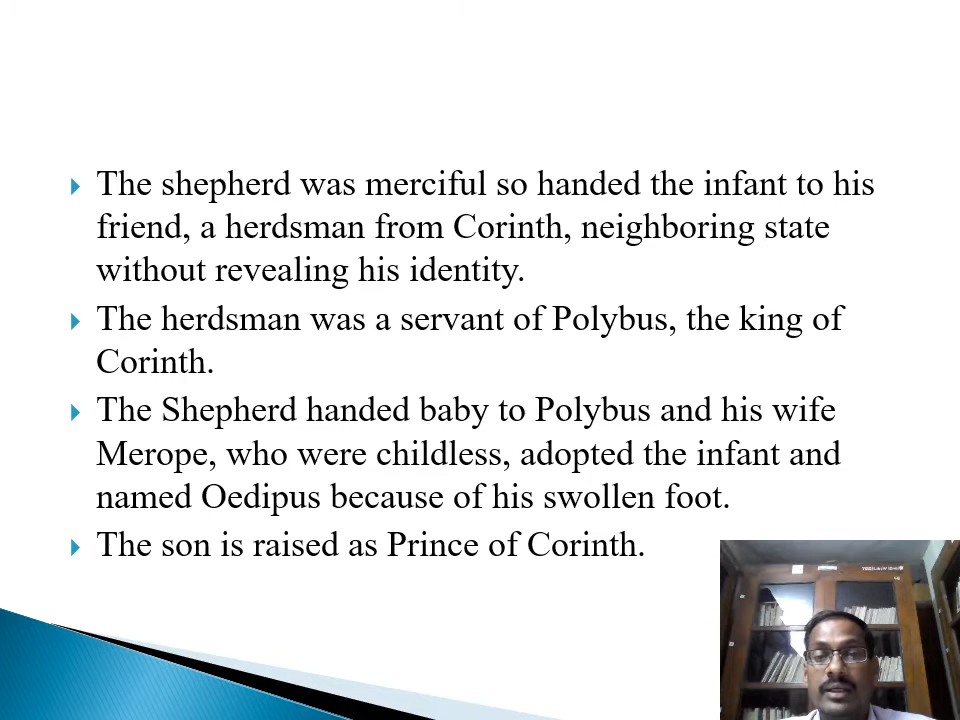 The shepherd was merciful so handed the infant to his
friend, a herdsman from Corinth, neighboring state
without revealing his identity.
The herdsman was a servant of Polybus, the king of
Corinth.
The Shepherd handed baby to Polybus and his wife
Merope, who were childless, adopted the infant and
named Oedipus because of his swollen foot.
The son is raised as Prince of Corinth.